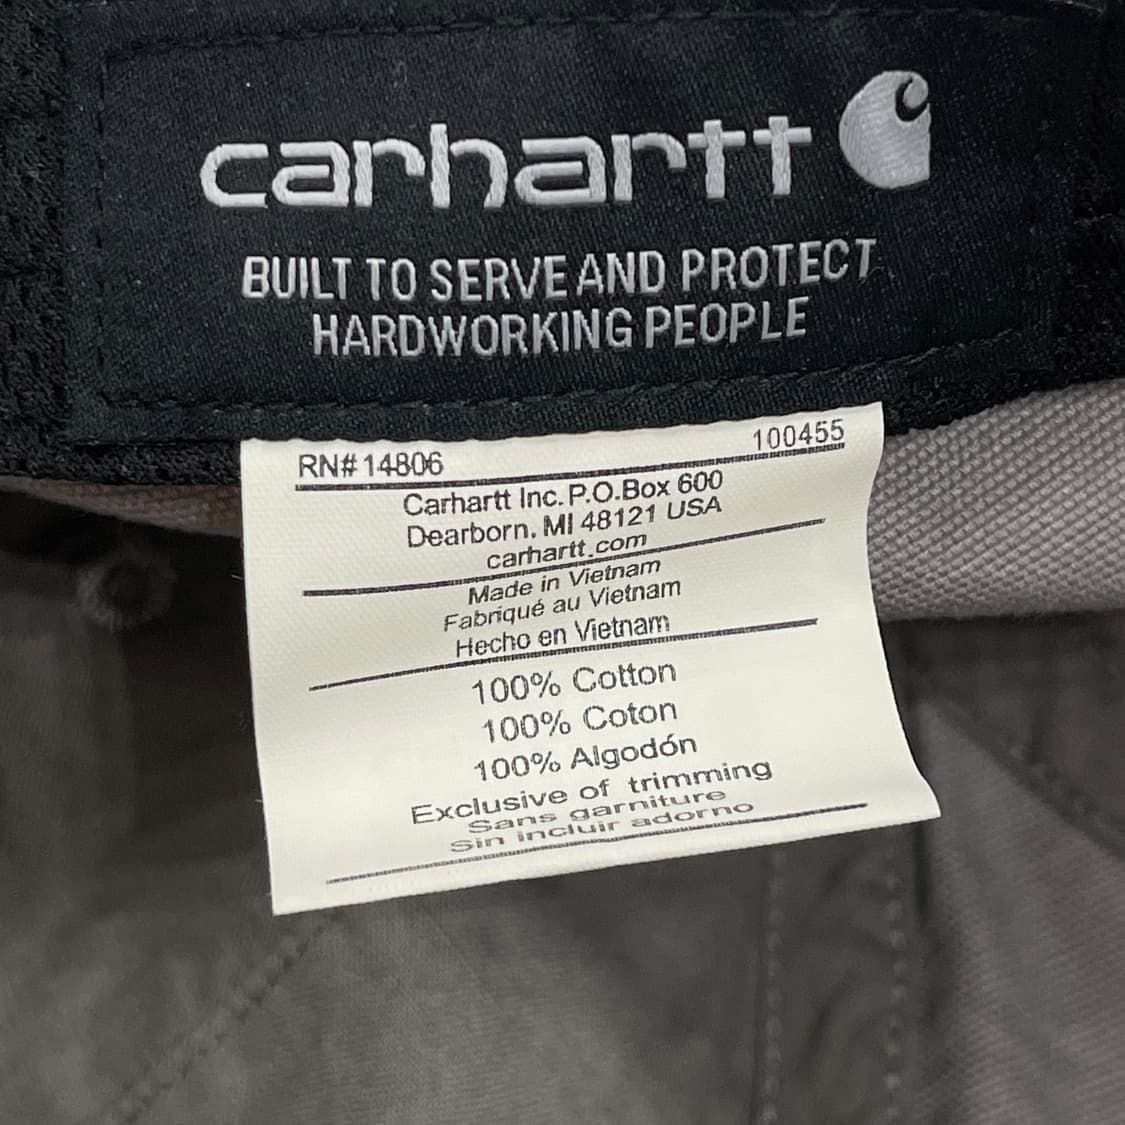 carhartt
BUILT TO SERVE AND PROTECT
HARDWORKING PEOPLE
RN# 14806 100455
Carhartt Inc. P.O.Box 600
Dearborn, MI 48121 USA
carhartt.com
Made in Vietnam
Fabriqué au Vietnam
Hecho en Vietnam
100% Cotton
100% Coton
100% Algodón
Exclusive of trimming
Sans garniture
Sin incluir adorno